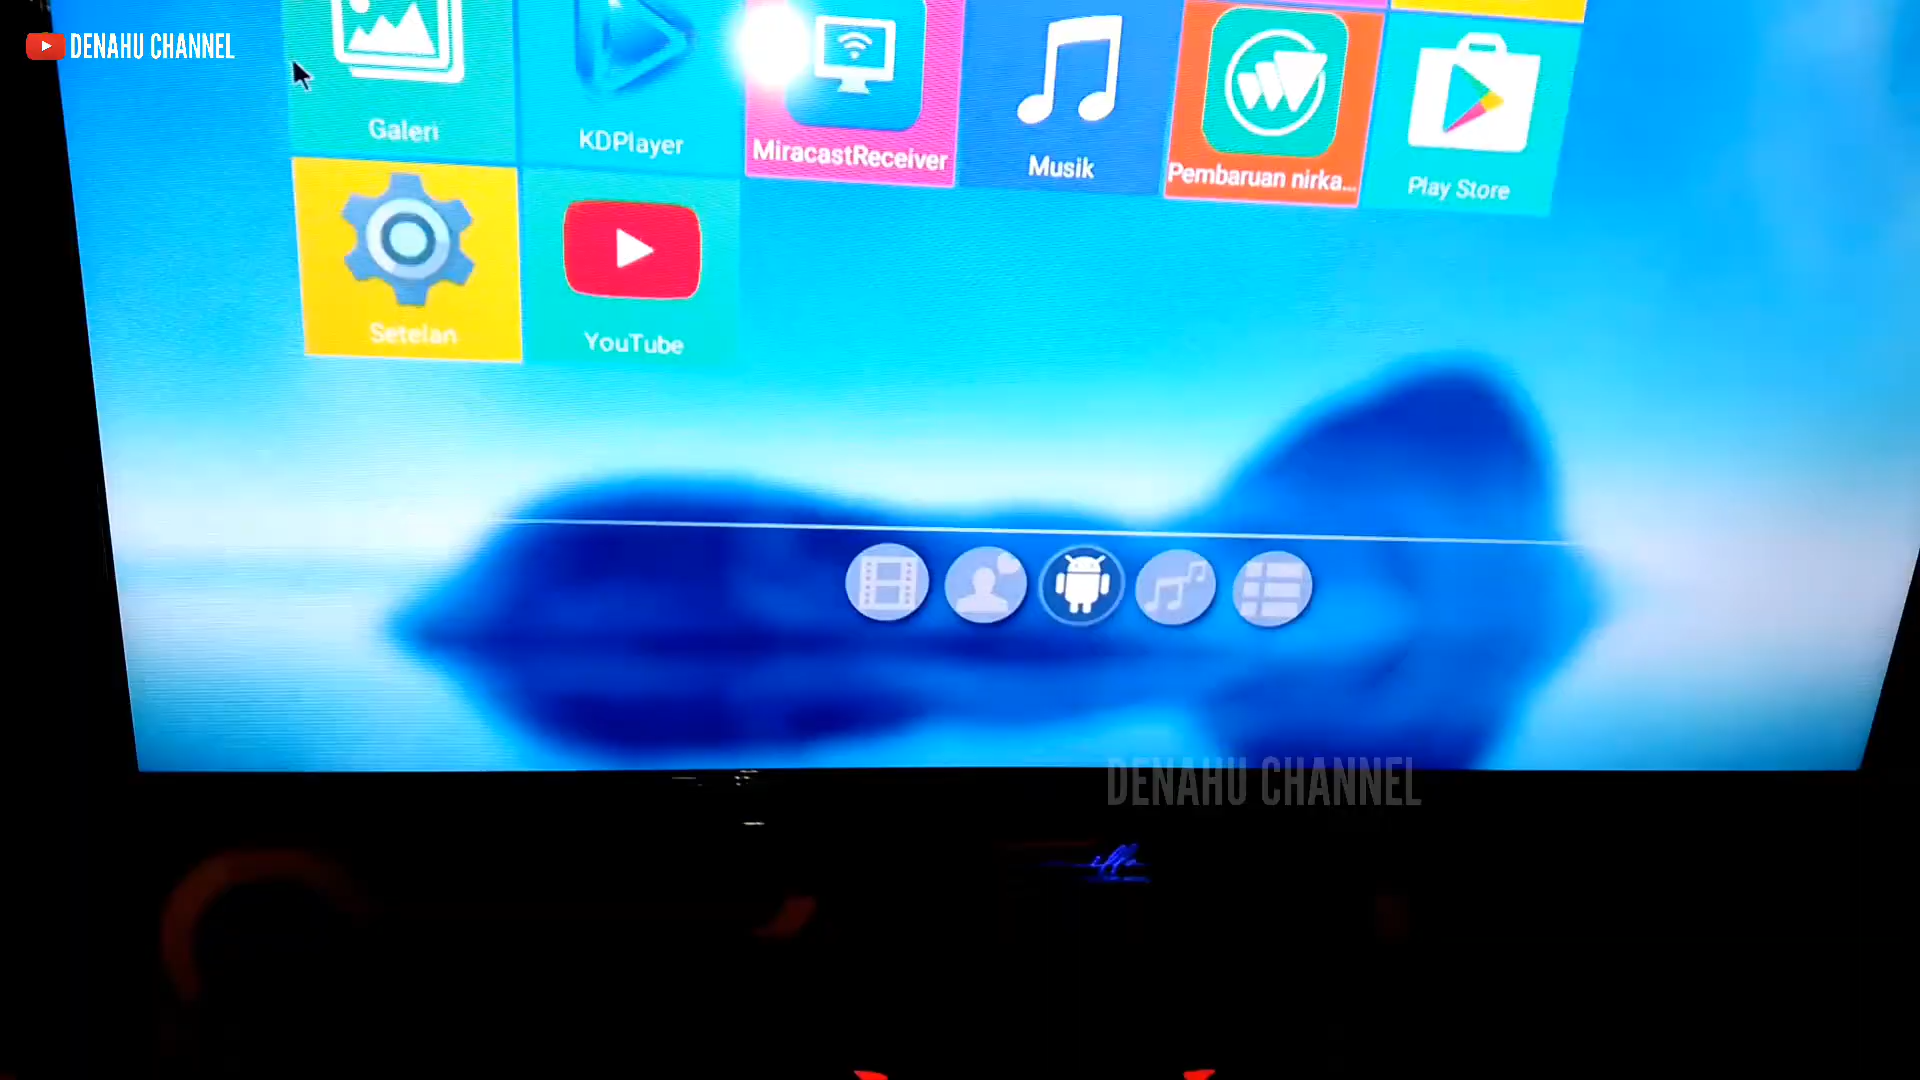 DENAHU CHANNEL
Galeri
KDPlayer
MiracastReceiver
Musik
Pembaruan nirka...
Play Store
Setelan
YouTube
DENAHU CHANNEL